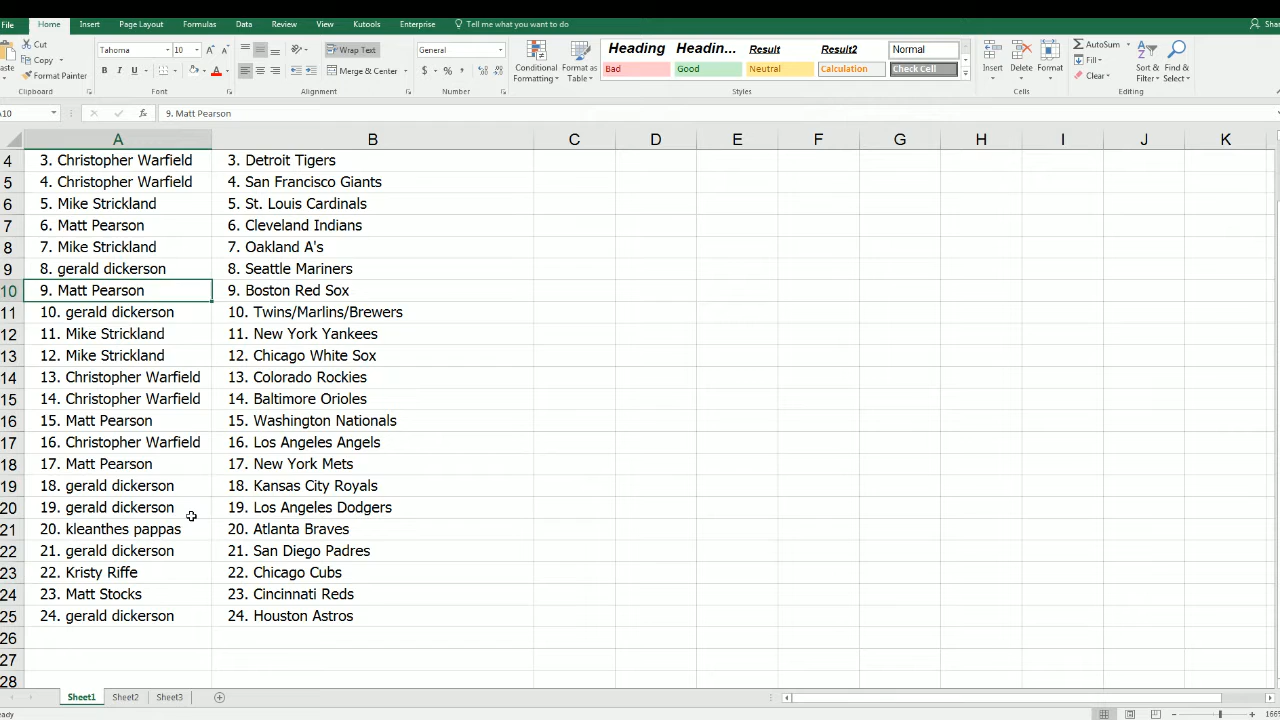 File Home Insert Page Layout Formulas Data Review View Kutools Enterprise Tell me what you want to do
Cut
Copy
Format Painter
Clipboard
Tahoma 10
B I U
Font
Wrap Text
Merge & Center
Alignment
General
$ % ,
Number
Conditional Formatting
Format as Table
Heading Headin... Result Result2 Normal
Bad Good Neutral Calculation Check Cell
Styles
Insert Delete Format
Cells
AutoSum
Fill
Clear
Sort & Filter
Find & Select
Editing
A10 fx 9. Matt Pearson
A B C D E F G H I J K
4 3. Christopher Warfield 3. Detroit Tigers
5 4. Christopher Warfield 4. San Francisco Giants
6 5. Mike Strickland 5. St. Louis Cardinals
7 6. Matt Pearson 6. Cleveland Indians
8 7. Mike Strickland 7. Oakland A's
9 8. gerald dickerson 8. Seattle Mariners
10 9. Matt Pearson 9. Boston Red Sox
11 10. gerald dickerson 10. Twins/Marlins/Brewers
12 11. Mike Strickland 11. New York Yankees
13 12. Mike Strickland 12. Chicago White Sox
14 13. Christopher Warfield 13. Colorado Rockies
15 14. Christopher Warfield 14. Baltimore Orioles
16 15. Matt Pearson 15. Washington Nationals
17 16. Christopher Warfield 16. Los Angeles Angels
18 17. Matt Pearson 17. New York Mets
19 18. gerald dickerson 18. Kansas City Royals
20 19. gerald dickerson 19. Los Angeles Dodgers
21 20. kleanthes pappas 20. Atlanta Braves
22 21. gerald dickerson 21. San Diego Padres
23 22. Kristy Riffe 22. Chicago Cubs
24 23. Matt Stocks 23. Cincinnati Reds
25 24. gerald dickerson 24. Houston Astros
26
27
28
Sheet1 Sheet2 Sheet3